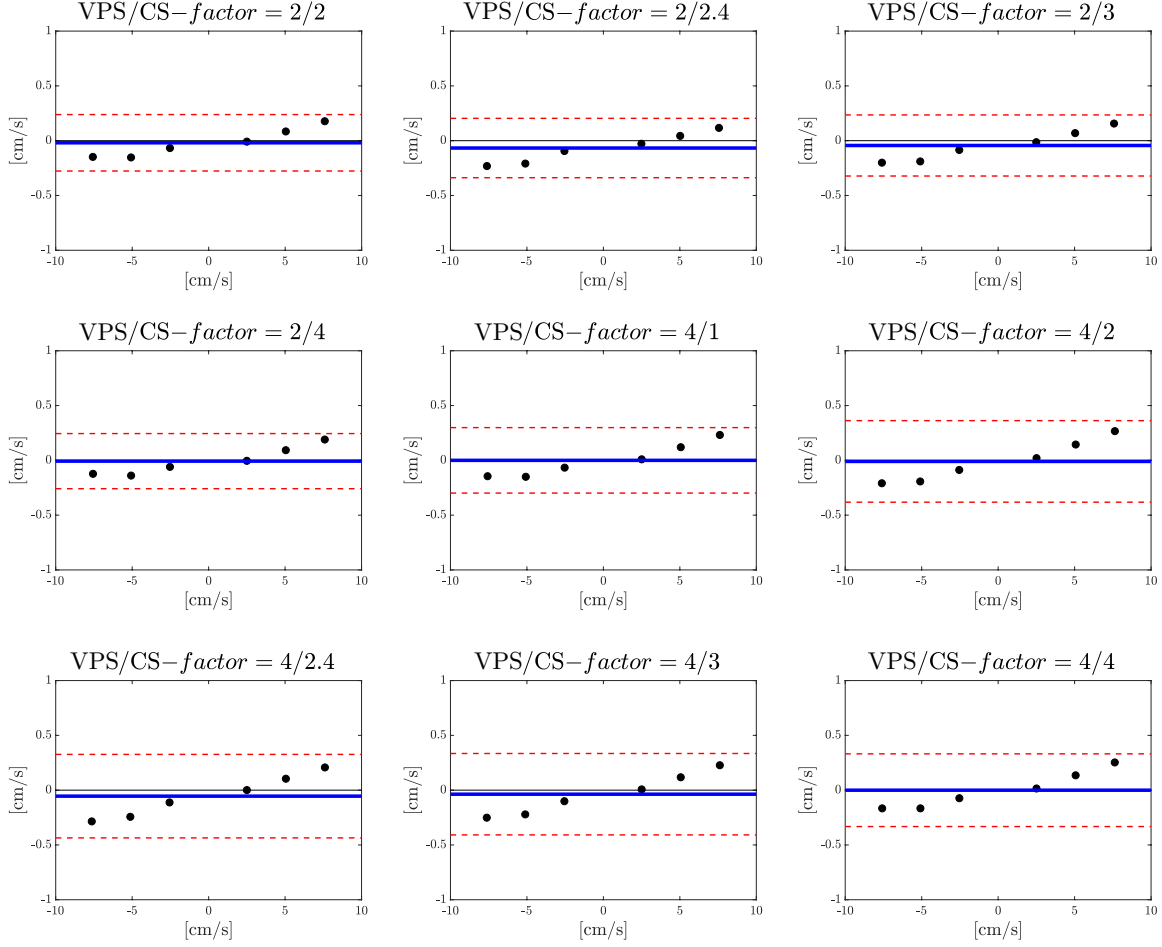 VPS/CS−factor = 2/2
1
0.5
0
-0.5
-1
[cm/s]
-10 -5 0 5 10
[cm/s]
VPS/CS−factor = 2/2.4
1
0.5
0
-0.5
-1
[cm/s]
-10 -5 0 5 10
[cm/s]
VPS/CS−factor = 2/3
1
0.5
0
-0.5
-1
[cm/s]
-10 -5 0 5 10
[cm/s]
VPS/CS−factor = 2/4
1
0.5
0
-0.5
-1
[cm/s]
-10 -5 0 5 10
[cm/s]
VPS/CS−factor = 4/1
1
0.5
0
-0.5
-1
[cm/s]
-10 -5 0 5 10
[cm/s]
VPS/CS−factor = 4/2
1
0.5
0
-0.5
-1
[cm/s]
-10 -5 0 5 10
[cm/s]
VPS/CS−factor = 4/2.4
1
0.5
0
-0.5
-1
[cm/s]
-10 -5 0 5 10
[cm/s]
VPS/CS−factor = 4/3
1
0.5
0
-0.5
-1
[cm/s]
-10 -5 0 5 10
[cm/s]
VPS/CS−factor = 4/4
1
0.5
0
-0.5
-1
[cm/s]
-10 -5 0 5 10
[cm/s]